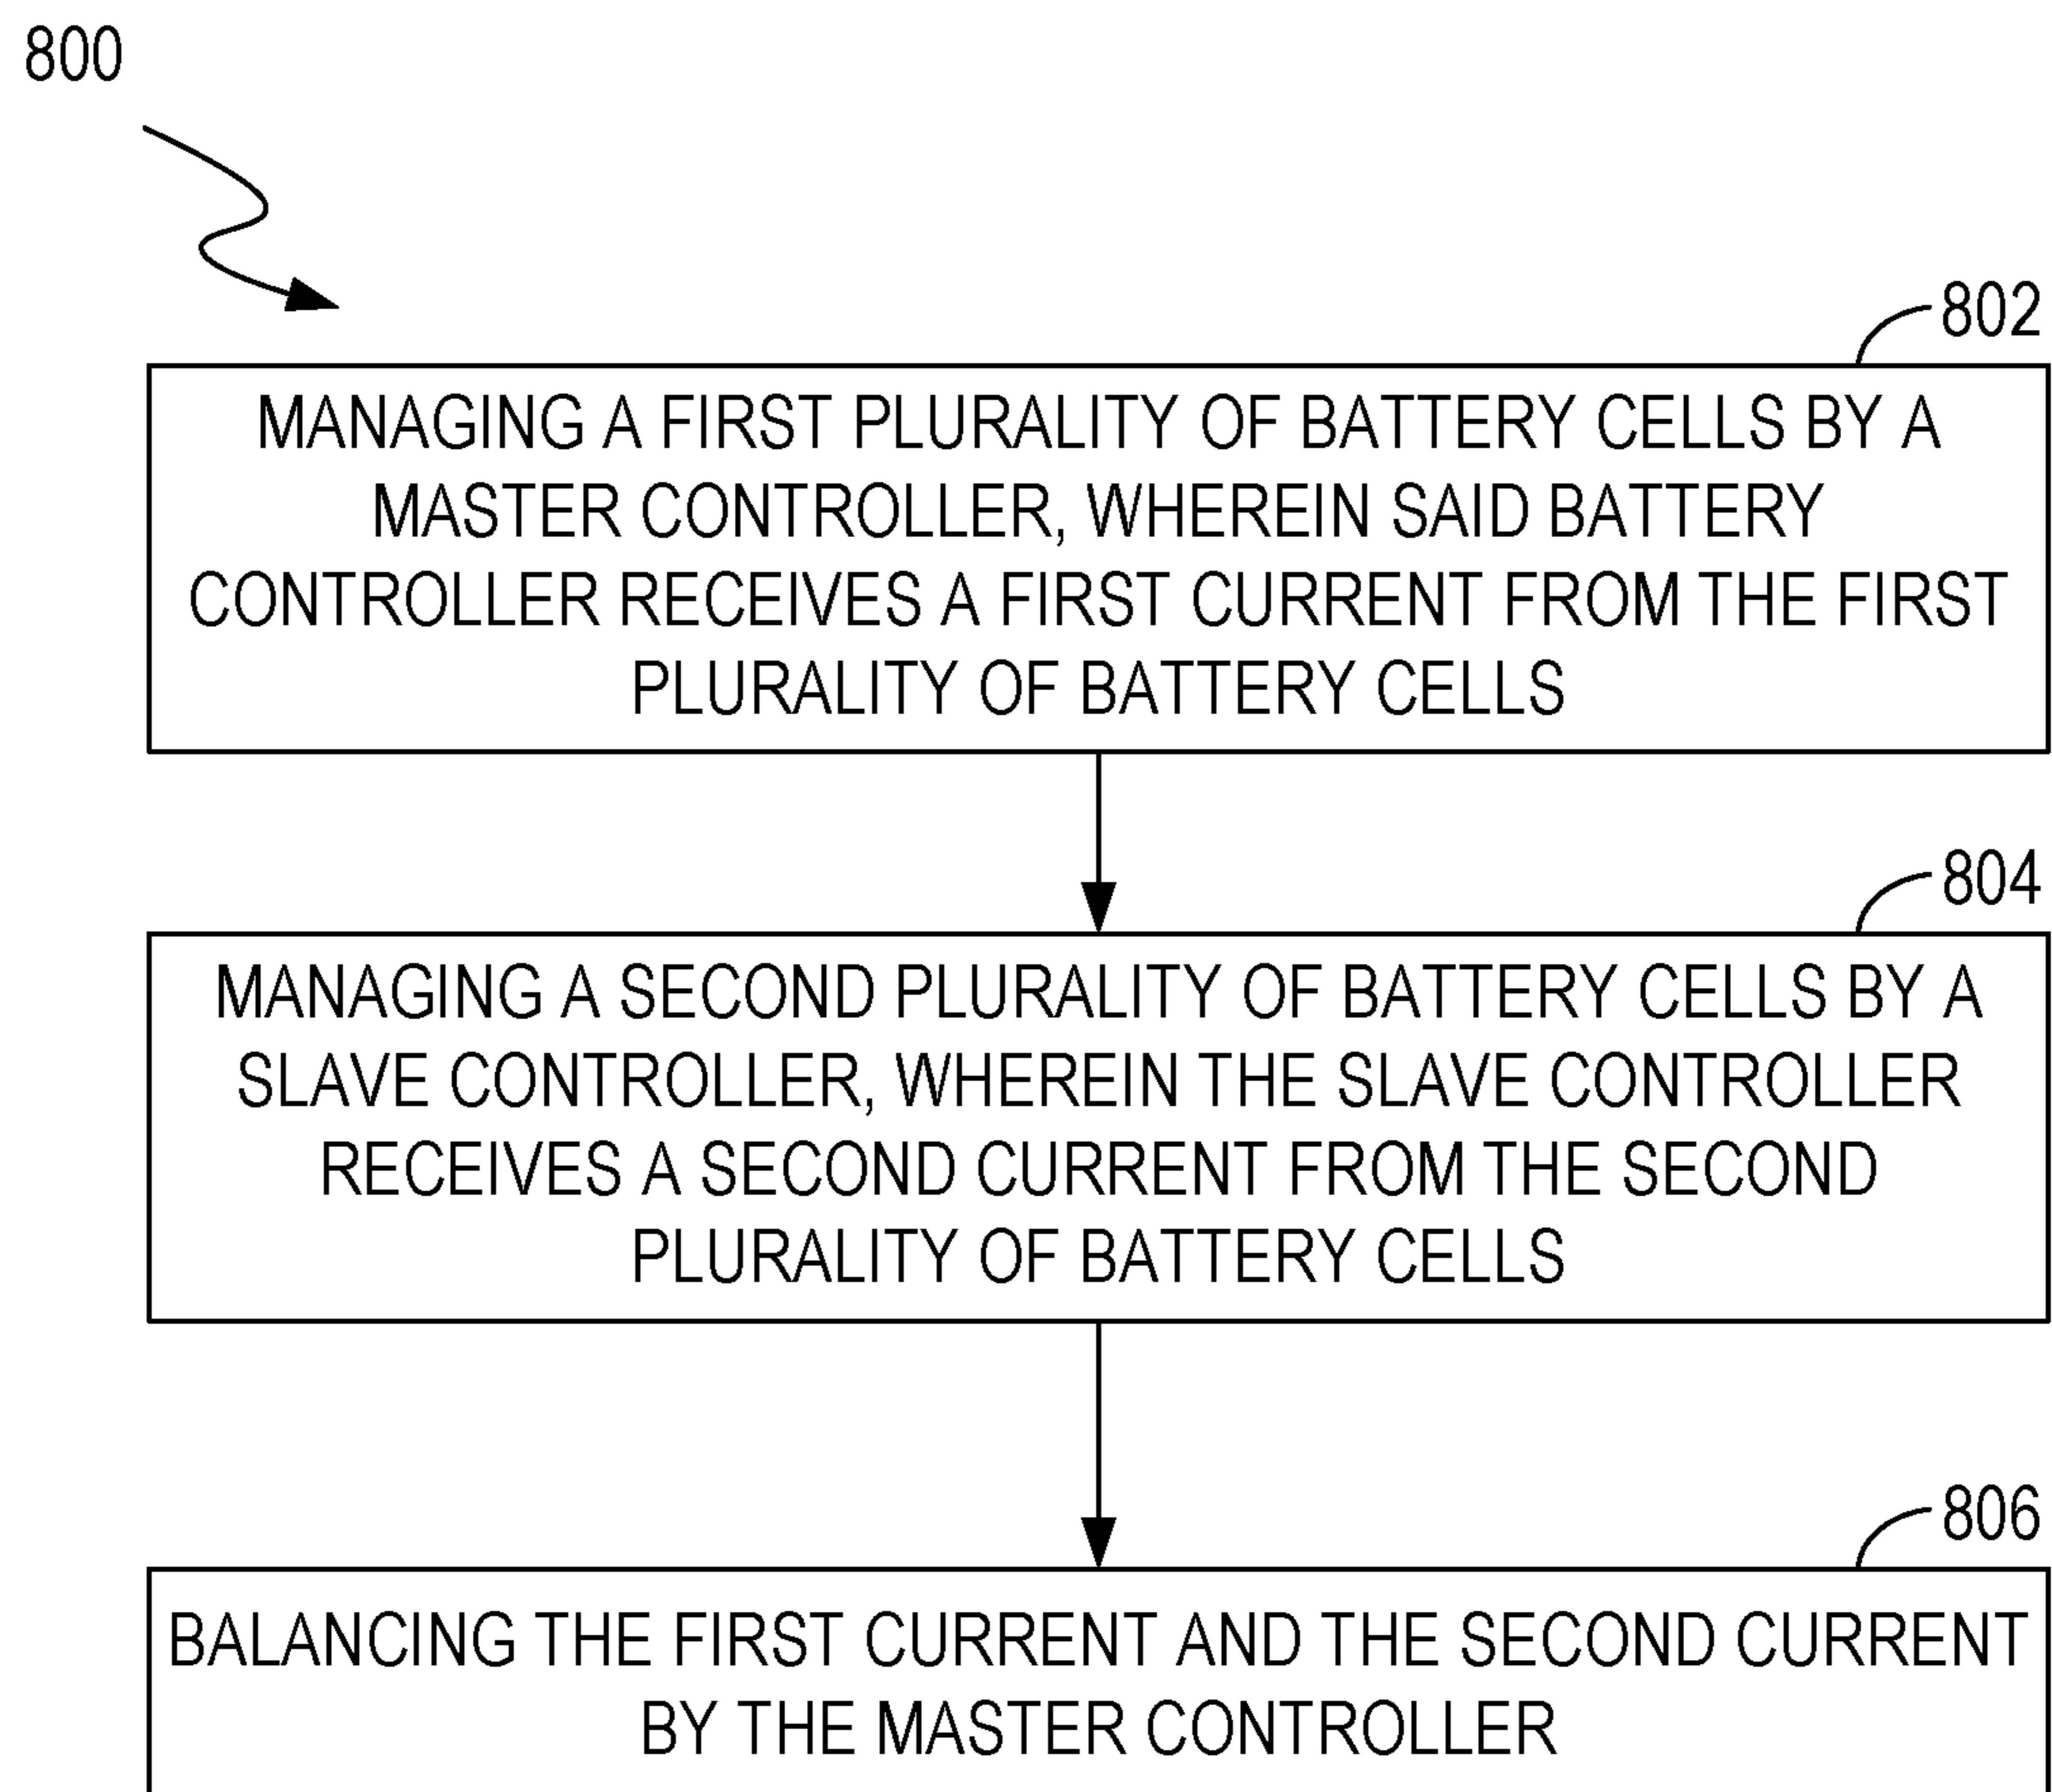 800
802
MANAGING A FIRST PLURALITY OF BATTERY CELLS BY A
MASTER CONTROLLER, WHEREIN SAID BATTERY
CONTROLLER RECEIVES A FIRST CURRENT FROM THE FIRST
PLURALITY OF BATTERY CELLS
804
MANAGING A SECOND PLURALITY OF BATTERY CELLS BY A
SLAVE CONTROLLER, WHEREIN THE SLAVE CONTROLLER
RECEIVES A SECOND CURRENT FROM THE SECOND
PLURALITY OF BATTERY CELLS
806
BALANCING THE FIRST CURRENT AND THE SECOND CURRENT
BY THE MASTER CONTROLLER